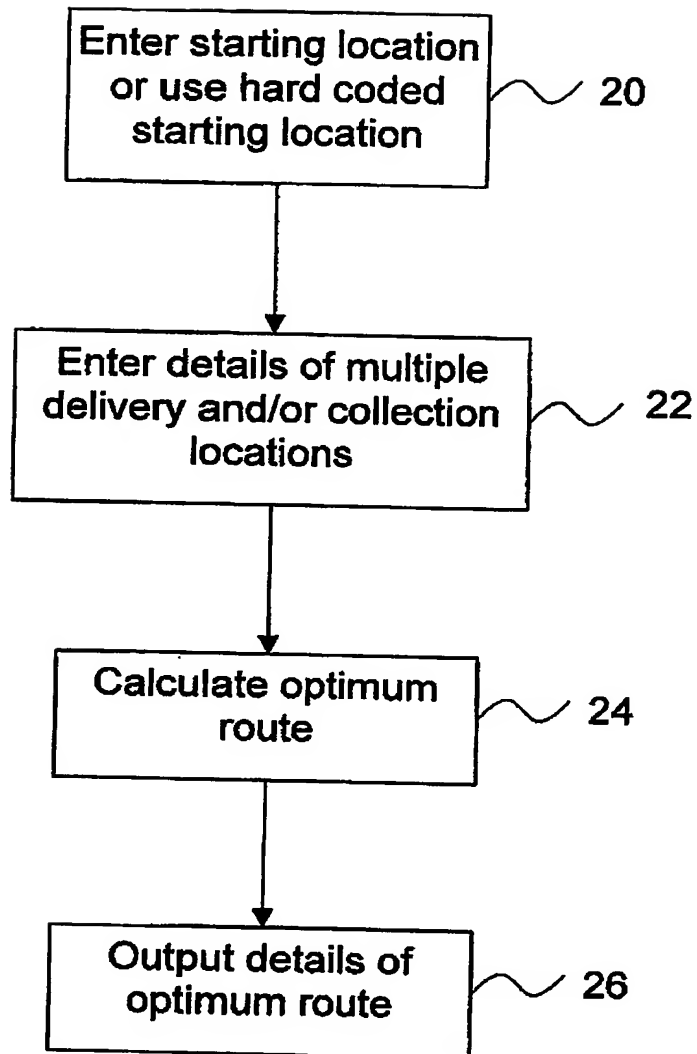 Enter starting location
or use hard coded
starting location
20
Enter details of multiple
delivery and/or collection
locations
22
Calculate optimum
route
24
Output details of
optimum route
26